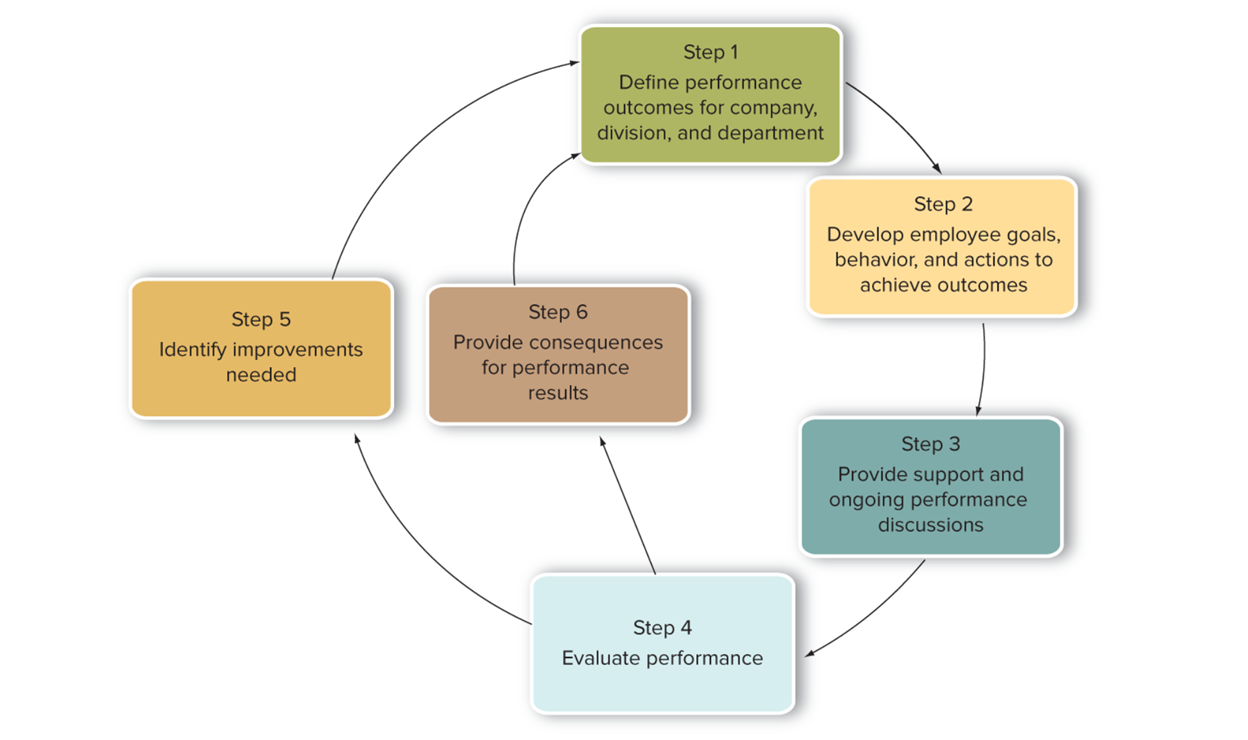 Step 1
Define performance
outcomes for company,
division, and department
Step 2
Develop employee goals,
behavior, and actions to
achieve outcomes
Step 3
Provide support and
ongoing performance
discussions
Step 4
Evaluate performance
Step 5
Identify improvements
needed
Step 6
Provide consequences
for performance
results